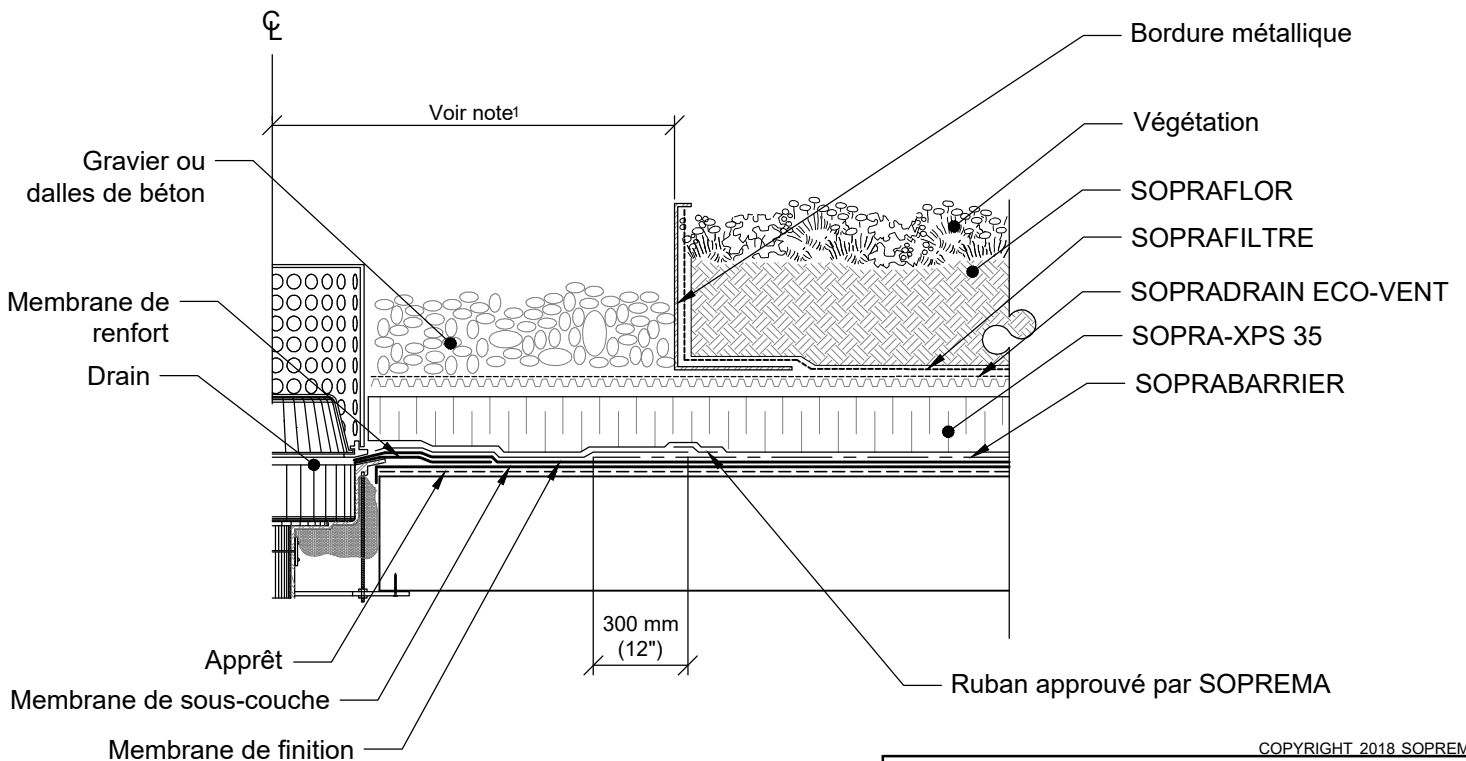 ℄
Bordure métallique
Voir note¹
Végétation
Gravier ou
dalles de béton
SOPRAFLOR
SOPRAFILTRE
SOPRADRAIN ECO-VENT
Membrane de
renfort
SOPRA-XPS 35
Drain
SOPRABARRIER
300 mm
(12")
Apprêt
Ruban approuvé par SOPREMA
Membrane de sous-couche
Membrane de finition
COPYRIGHT 2018 SOPREM